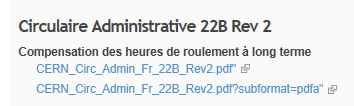 Circulaire Administrative 22B Rev 2
Compensation des heures de roulement à long terme
CERN_Circ_Admin_Fr_22B_Rev2.pdf"
CERN_Circ_Admin_Fr_22B_Rev2.pdf?subformat=pdfa"